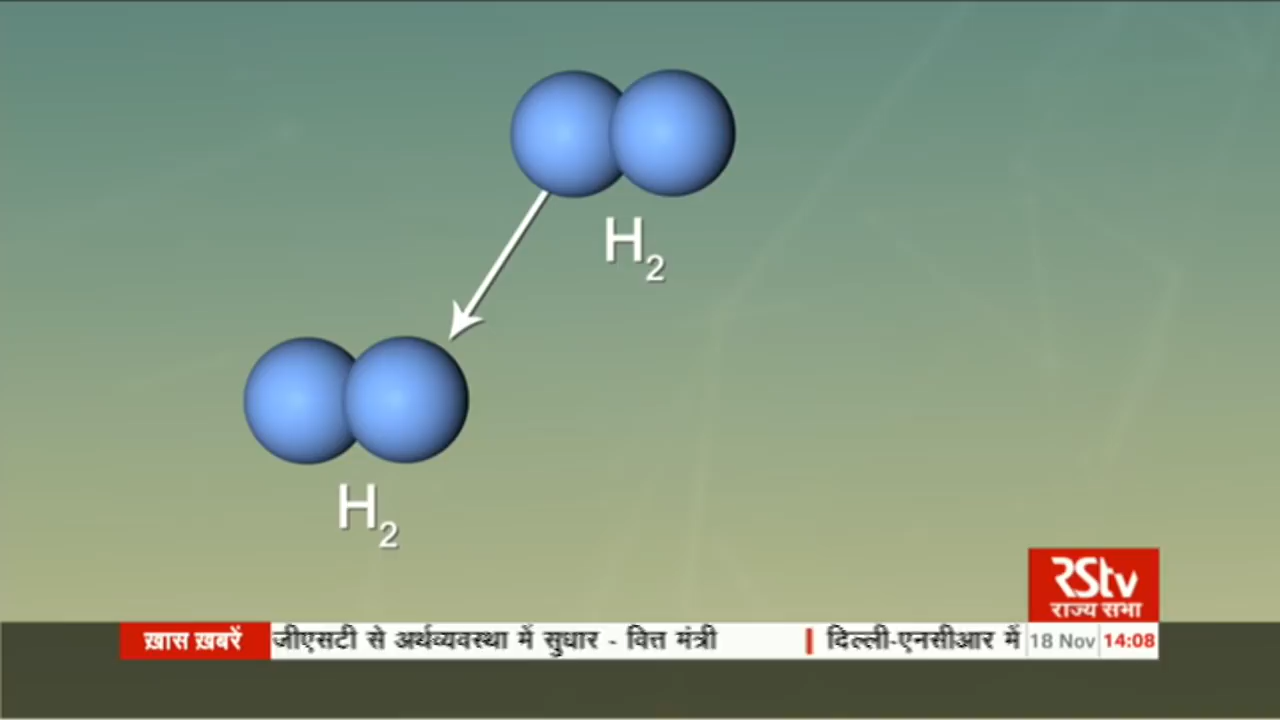 H2
H2
RStv
राज्य सभा
ख़ास ख़बरें जीएसटी से अर्थव्यवस्था में सुधार - वित्त मंत्री | दिल्ली-एनसीआर में 18 Nov 14:08